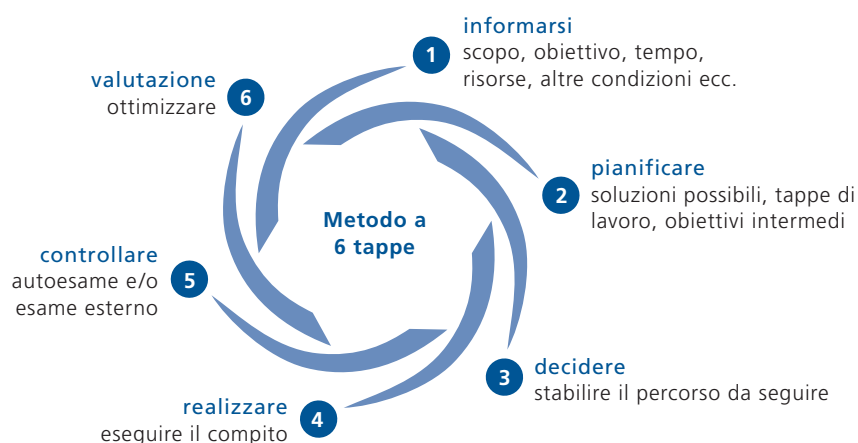 Metodo a
6 tappe
1
informarsi
scopo, obiettivo, tempo,
risorse, altre condizioni ecc.
2
pianificare
soluzioni possibili, tappe di
lavoro, obiettivi intermedi
3
decidere
stabilire il percorso da seguire
4
realizzare
eseguire il compito
5
controllare
autoesame e/o
esame esterno
6
valutazione
ottimizzare